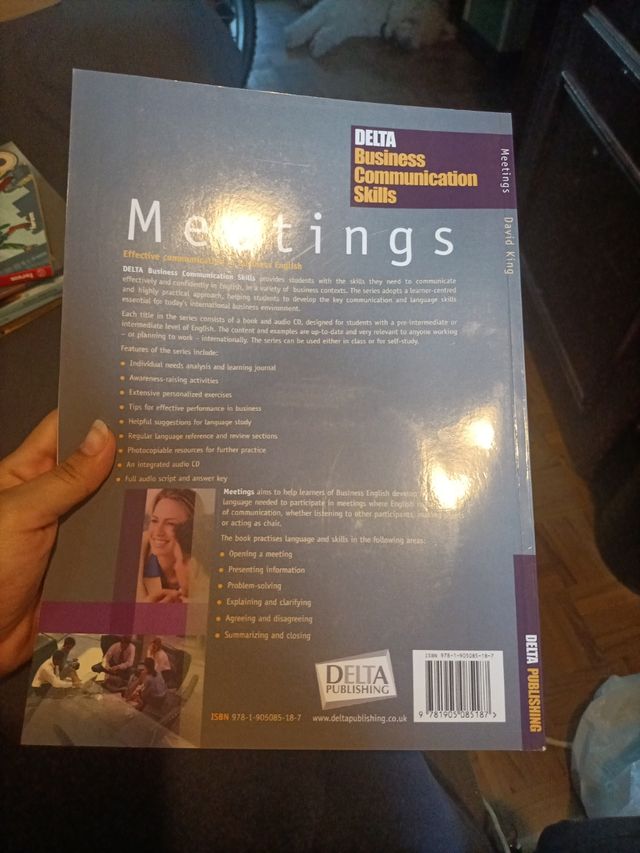 DELTA
Business
Communication
Skills
Meetings
Meetings David King
Effective communication Business English
DELTA Business Communication Skills provides students with the skills they need to communicate
effectively and confidently in English, in a variety of business contexts. The series adopts a learner-centred
and highly practical approach, helping students to develop the key communication and language skills
essential for today's international business environment.
Each title in the series consists of a book and audio CD, designed for students with a pre-intermediate or
intermediate level of English. The content and examples are up-to-date and very relevant to anyone working
– or planning to work – internationally. The series can be used either in class or for self-study.
Features of the series include:
• Individual needs analysis and learning journal
• Awareness-raising activities
• Extensive personalized exercises
• Tips for effective performance in business
• Helpful suggestions for language study
• Regular language reference and review sections
• Photocopiable resources for further practice
• An integrated audio CD
• Full audio script and answer key
Meetings aims to help learners of Business English develop
language needed to participate in meetings where English
of communication, whether listening to other participants,
or acting as chair.
The book practises language and skills in the following areas:
• Opening a meeting
• Presenting information
• Problem-solving
• Explaining and clarifying
• Agreeing and disagreeing
• Summarizing and closing
DELTA
PUBLISHING
ISBN 978-1-905085-18-7
www.deltapublishing.co.uk
ISBN 978-1-905085-18-7
9 781905 085187 >
DELTA PUBLISHING